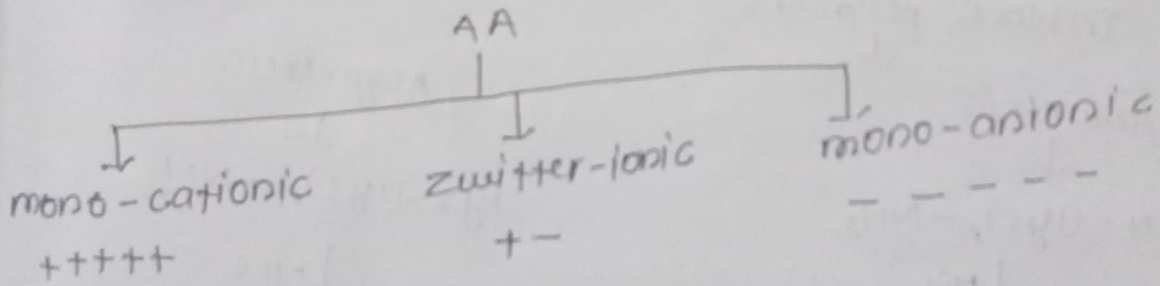 AA
mono-cationic
zwitter-ionic
mono-anionic
+++++
+ -
- - - - -